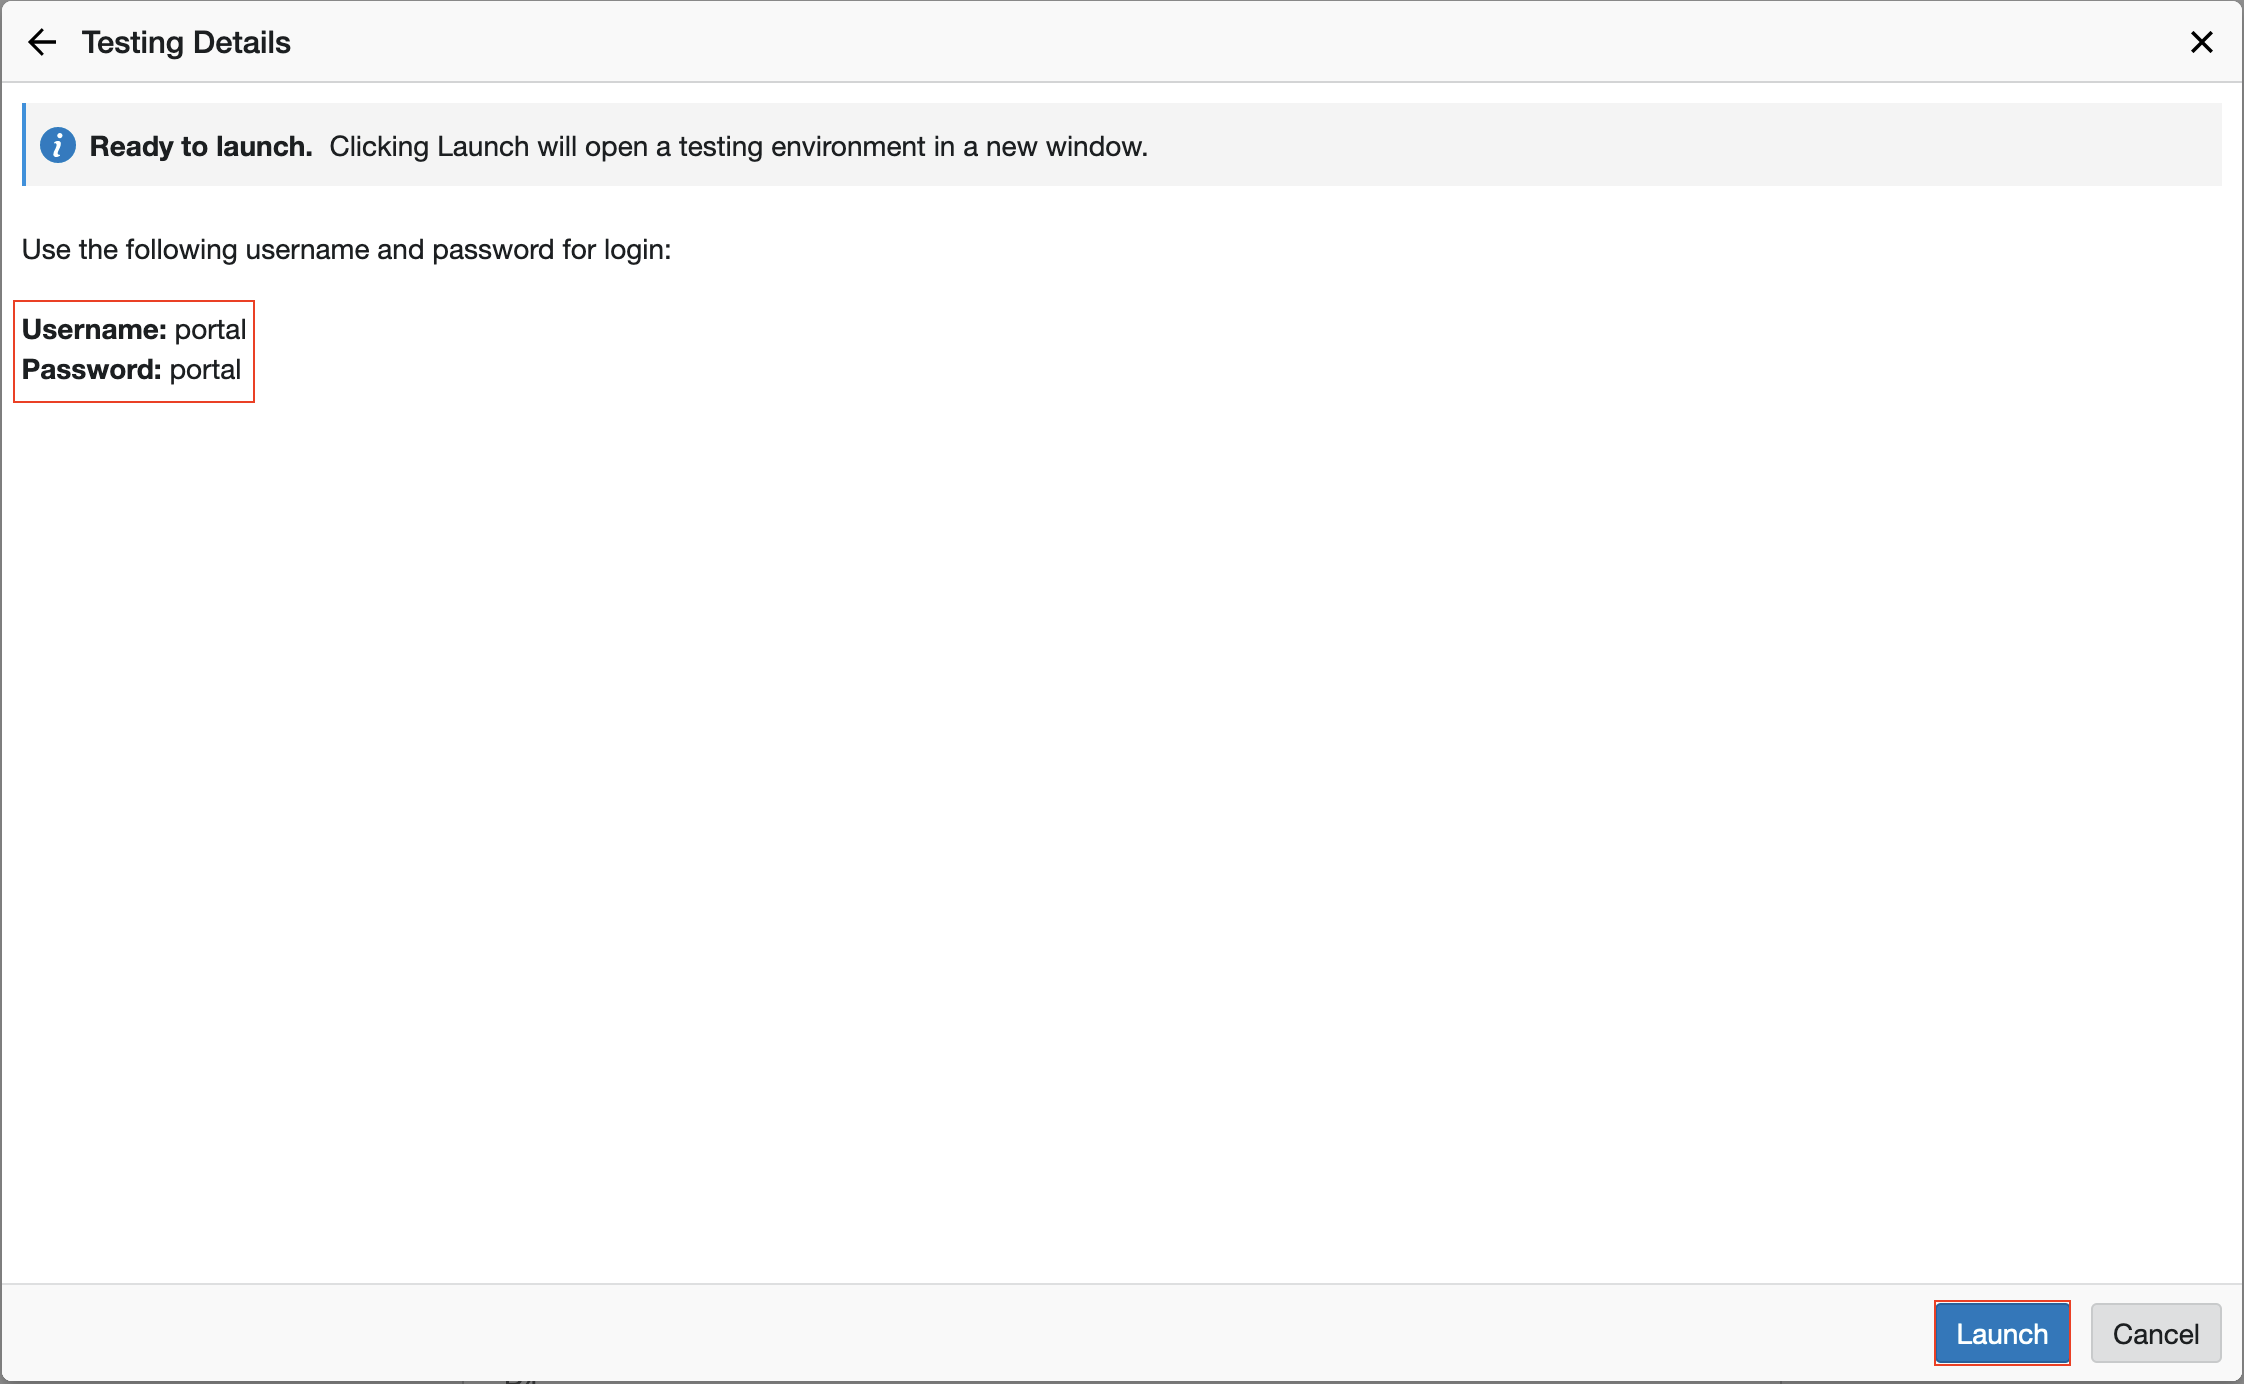 Testing Details
Ready to launch. Clicking Launch will open a testing environment in a new window.
Use the following username and password for login:
Username: portal
Password: portal
Launch
Cancel